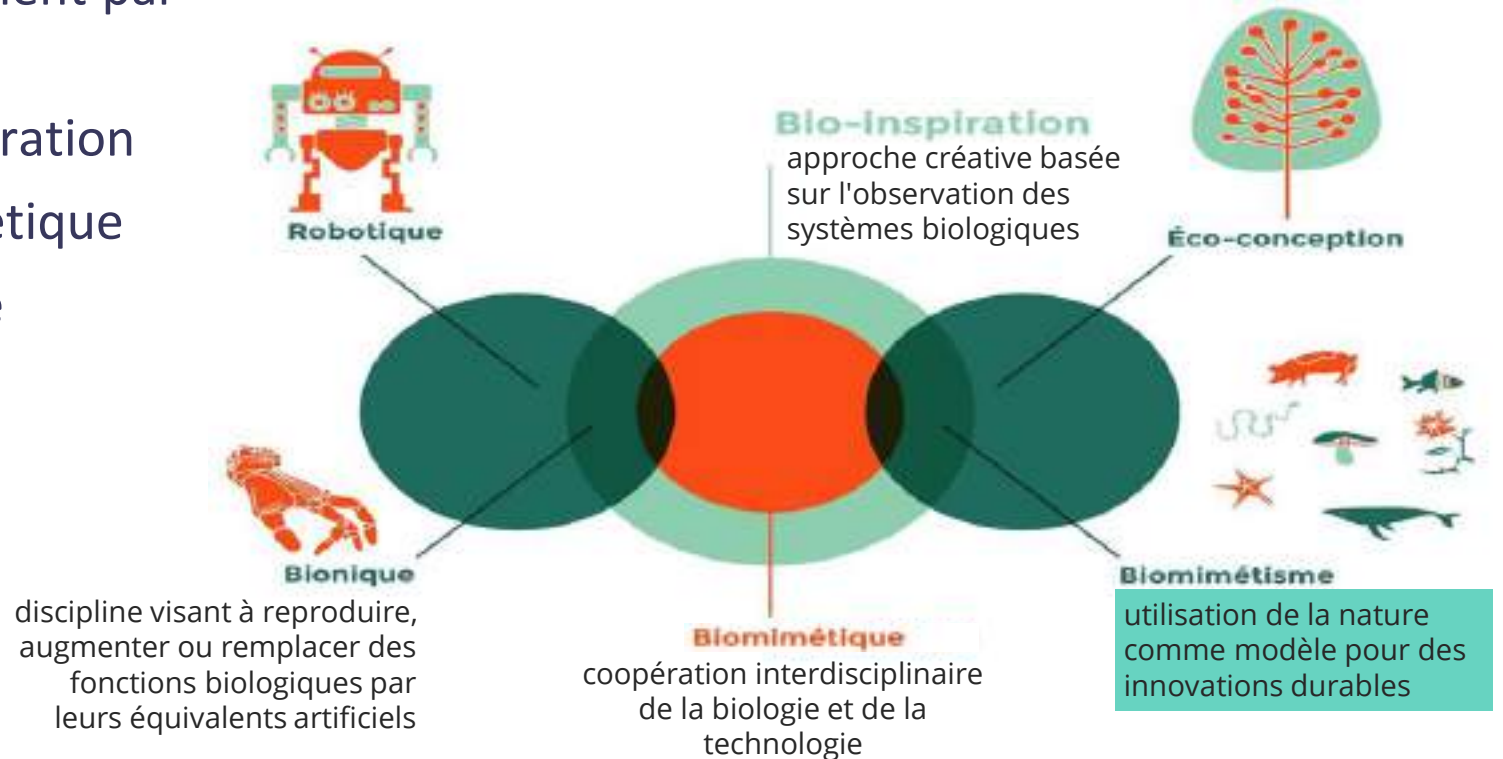 Robotique
Bio-inspiration
approche créative basée
sur l'observation des
systèmes biologiques
Éco-conception
Bionique
discipline visant à reproduire,
augmenter ou remplacer des
fonctions biologiques par
leurs équivalents artificiels
Biomimétique
coopération interdisciplinaire
de la biologie et de la
technologie
Biomimétisme
utilisation de la nature
comme modèle pour des
innovations durables